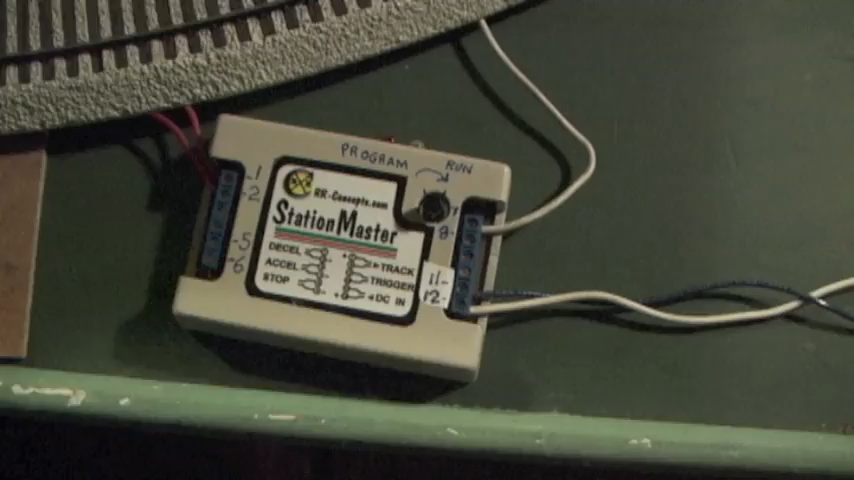 PROGRAM RUN
1
2
5
6
RR-Concepts.com
StationMaster
DECEL
ACCEL
STOP
TRACK
TRIGGER
DC IN
7
8
11-
12-